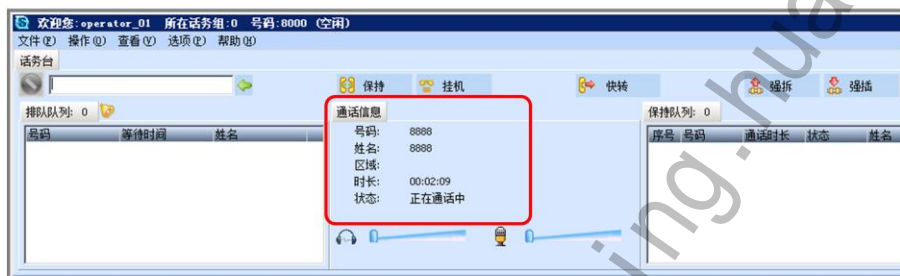 欢迎您:operator_01 所在话务组:0 号码:8000 (空闲)
文件(F) 操作(O) 查看(V) 选项(P) 帮助(H)
话务台
保持 挂机 快转 强拆 强插
排队队列: 0 通话信息 保持队列: 0
号码 等待时间 姓名
序号 号码 通话时长 状态 姓名
号码: 8888
姓名: 8888
区域:
时长: 00:02:09
状态: 正在通话中
ing.hua